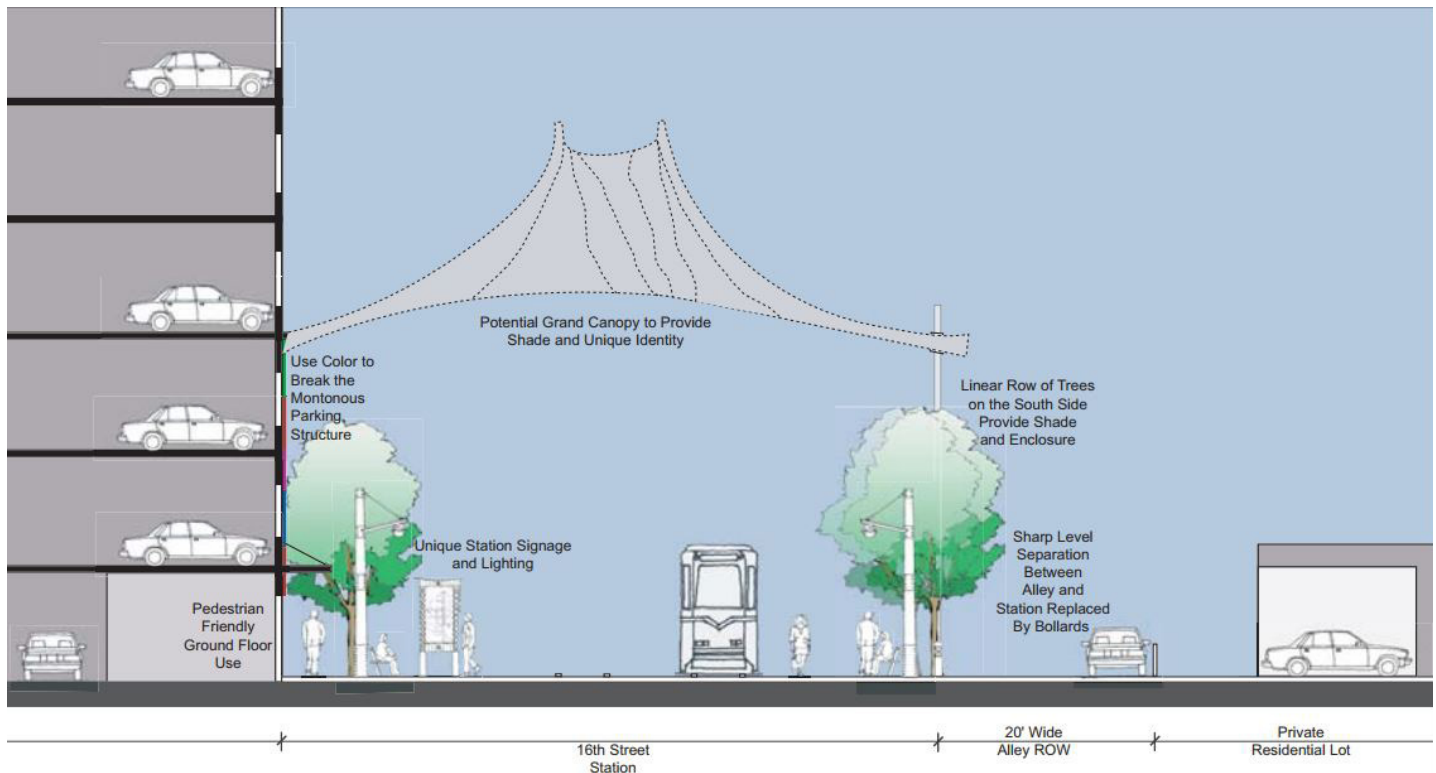 Potential Grand Canopy to Provide
Shade and Unique Identity
Use Color to
Break the
Montonous
Parking,
Structure
Linear Row of Trees
on the South Side
Provide Shade
and Enclosure
Unique Station Signage
and Lighting
Sharp Level
Separation
Between
Alley and
Station Replaced
By Bollards
Pedestrian
Friendly
Ground Floor
Use
16th Street
Station
20' Wide
Alley ROW
Private
Residential Lot